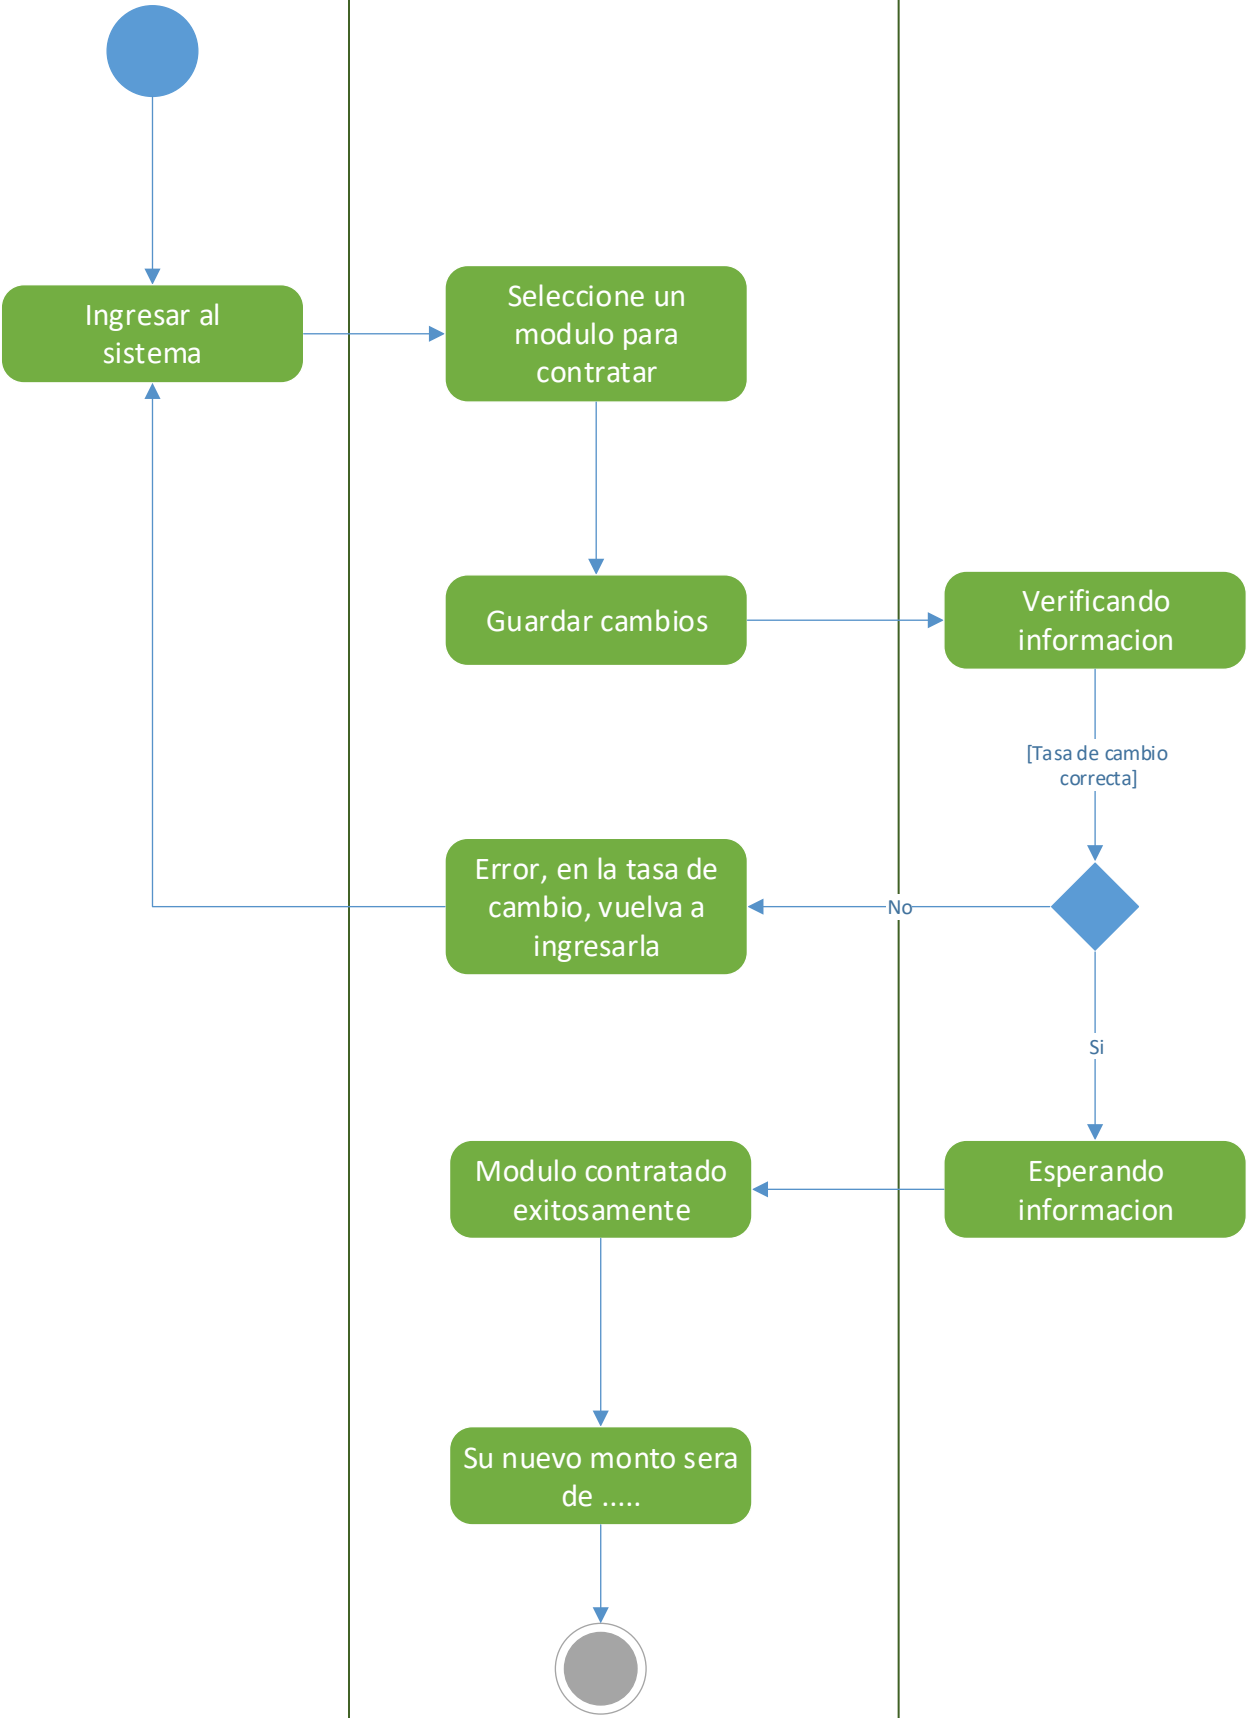 Ingresar al
sistema
Seleccione un
modulo para
contratar
Guardar cambios
Verificando
informacion
[Tasa de cambio
correcta]
Error, en la tasa de
cambio, vuelva a
ingresarla
No
Si
Modulo contratado
exitosamente
Esperando
informacion
Su nuevo monto sera
de .....